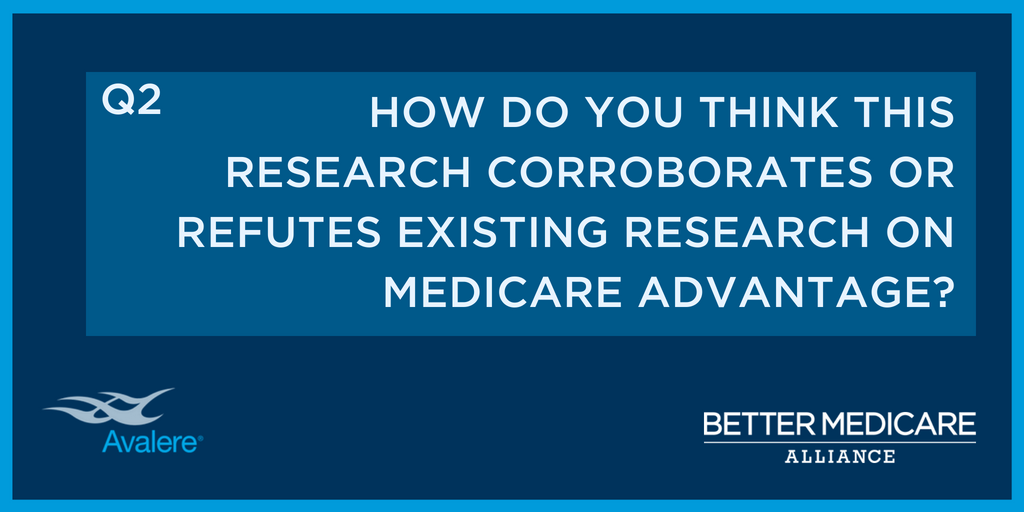 Q2
HOW DO YOU THINK THIS
RESEARCH CORROBORATES OR
REFUTES EXISTING RESEARCH ON
MEDICARE ADVANTAGE?
Avalere®
BETTER MEDICARE
ALLIANCE